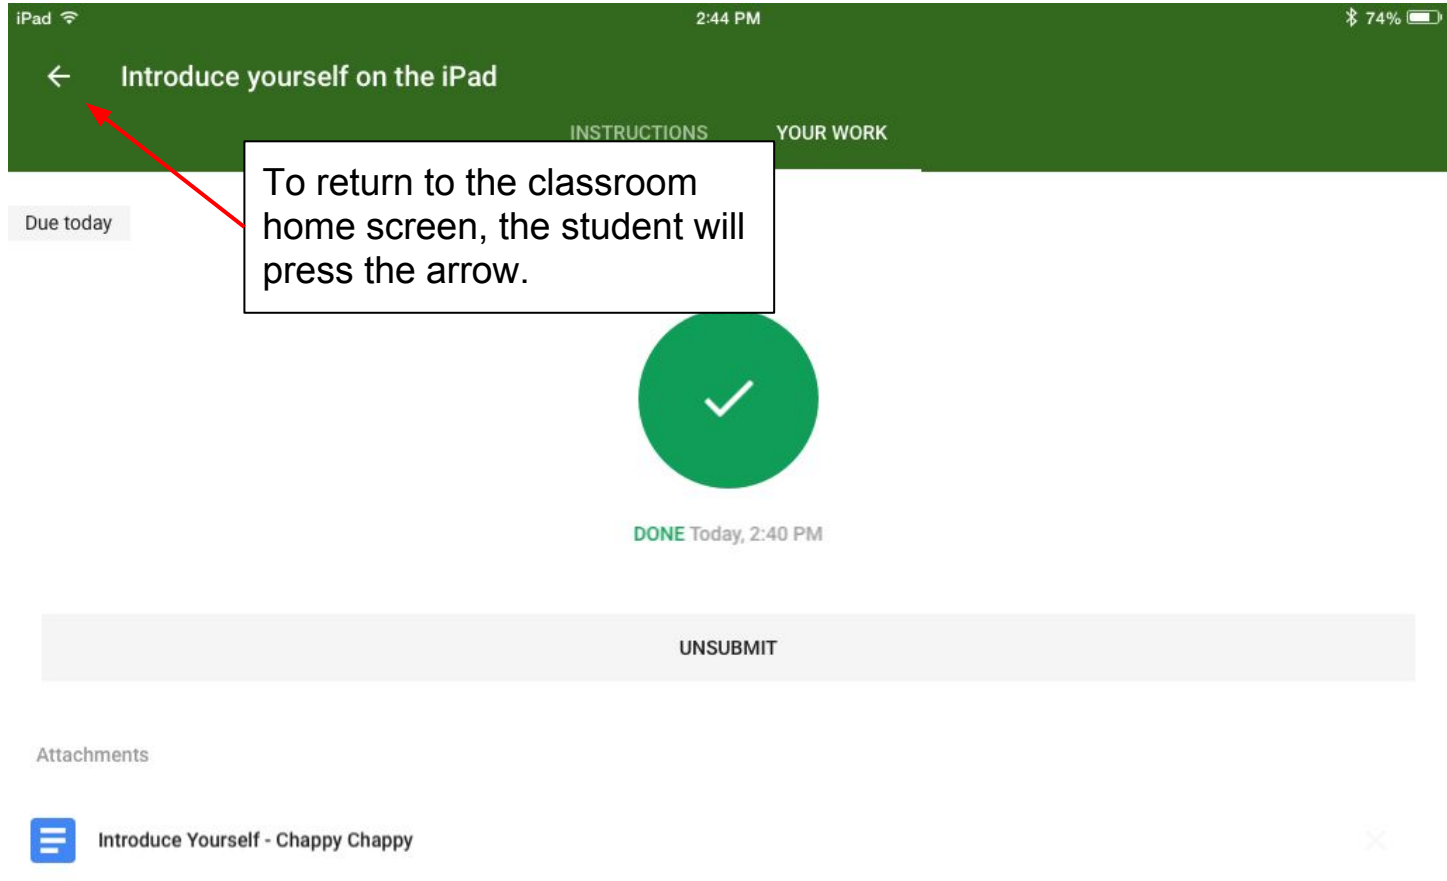 iPad 2:44 PM 74%
Introduce yourself on the iPad
INSTRUCTIONS YOUR WORK
To return to the classroom
home screen, the student will
press the arrow.
Due today
DONE Today, 2:40 PM
UNSUBMIT
Attachments
Introduce Yourself - Chappy Chappy